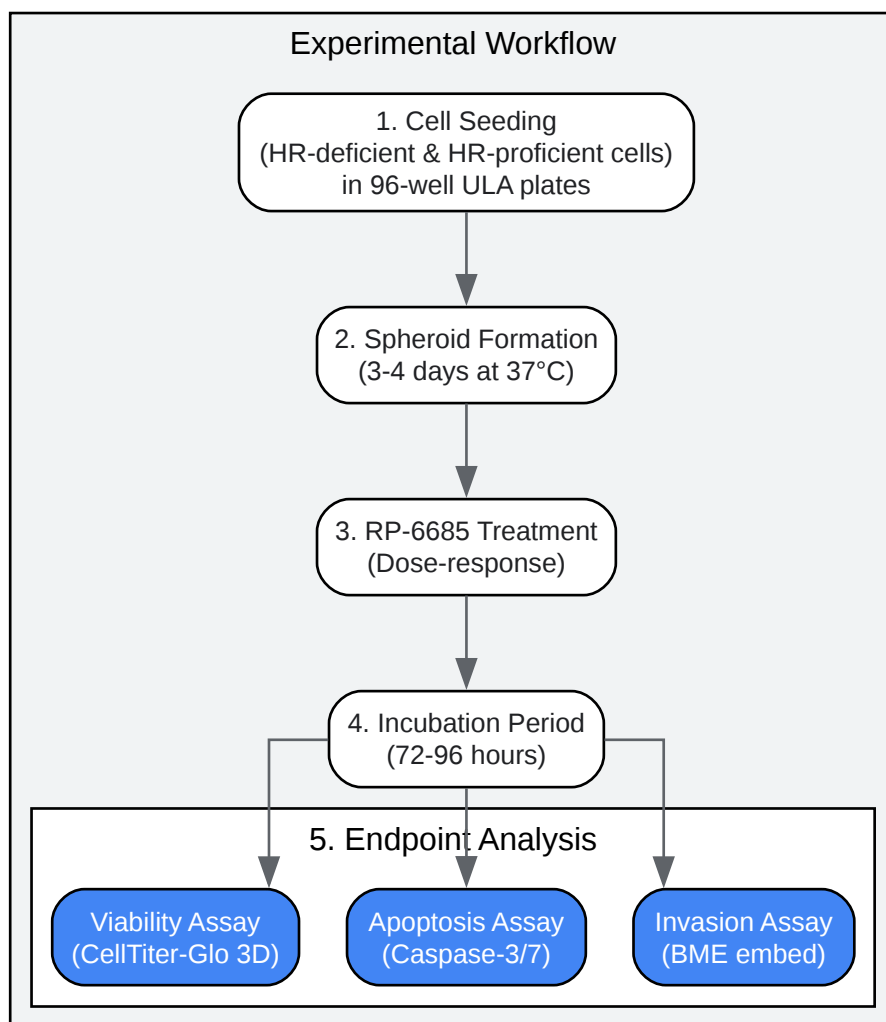 Experimental Workflow
1. Cell Seeding
(HR-deficient & HR-proficient cells)
in 96-well ULA plates
2. Spheroid Formation
(3-4 days at 37°C)
3. RP-6685 Treatment
(Dose-response)
4. Incubation Period
(72-96 hours)
5. Endpoint Analysis
Viability Assay
(CellTiter-Glo 3D)
Apoptosis Assay
(Caspase-3/7)
Invasion Assay
(BME embed)